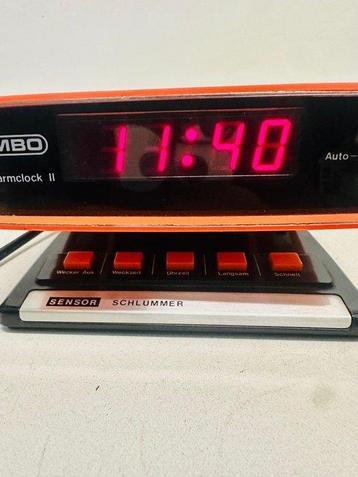 MBO
11:40
Auto
armclock II
Wecker Aus Weckzeit Uhrzeit Langsam Schnell
SENSOR SCHLUMMER